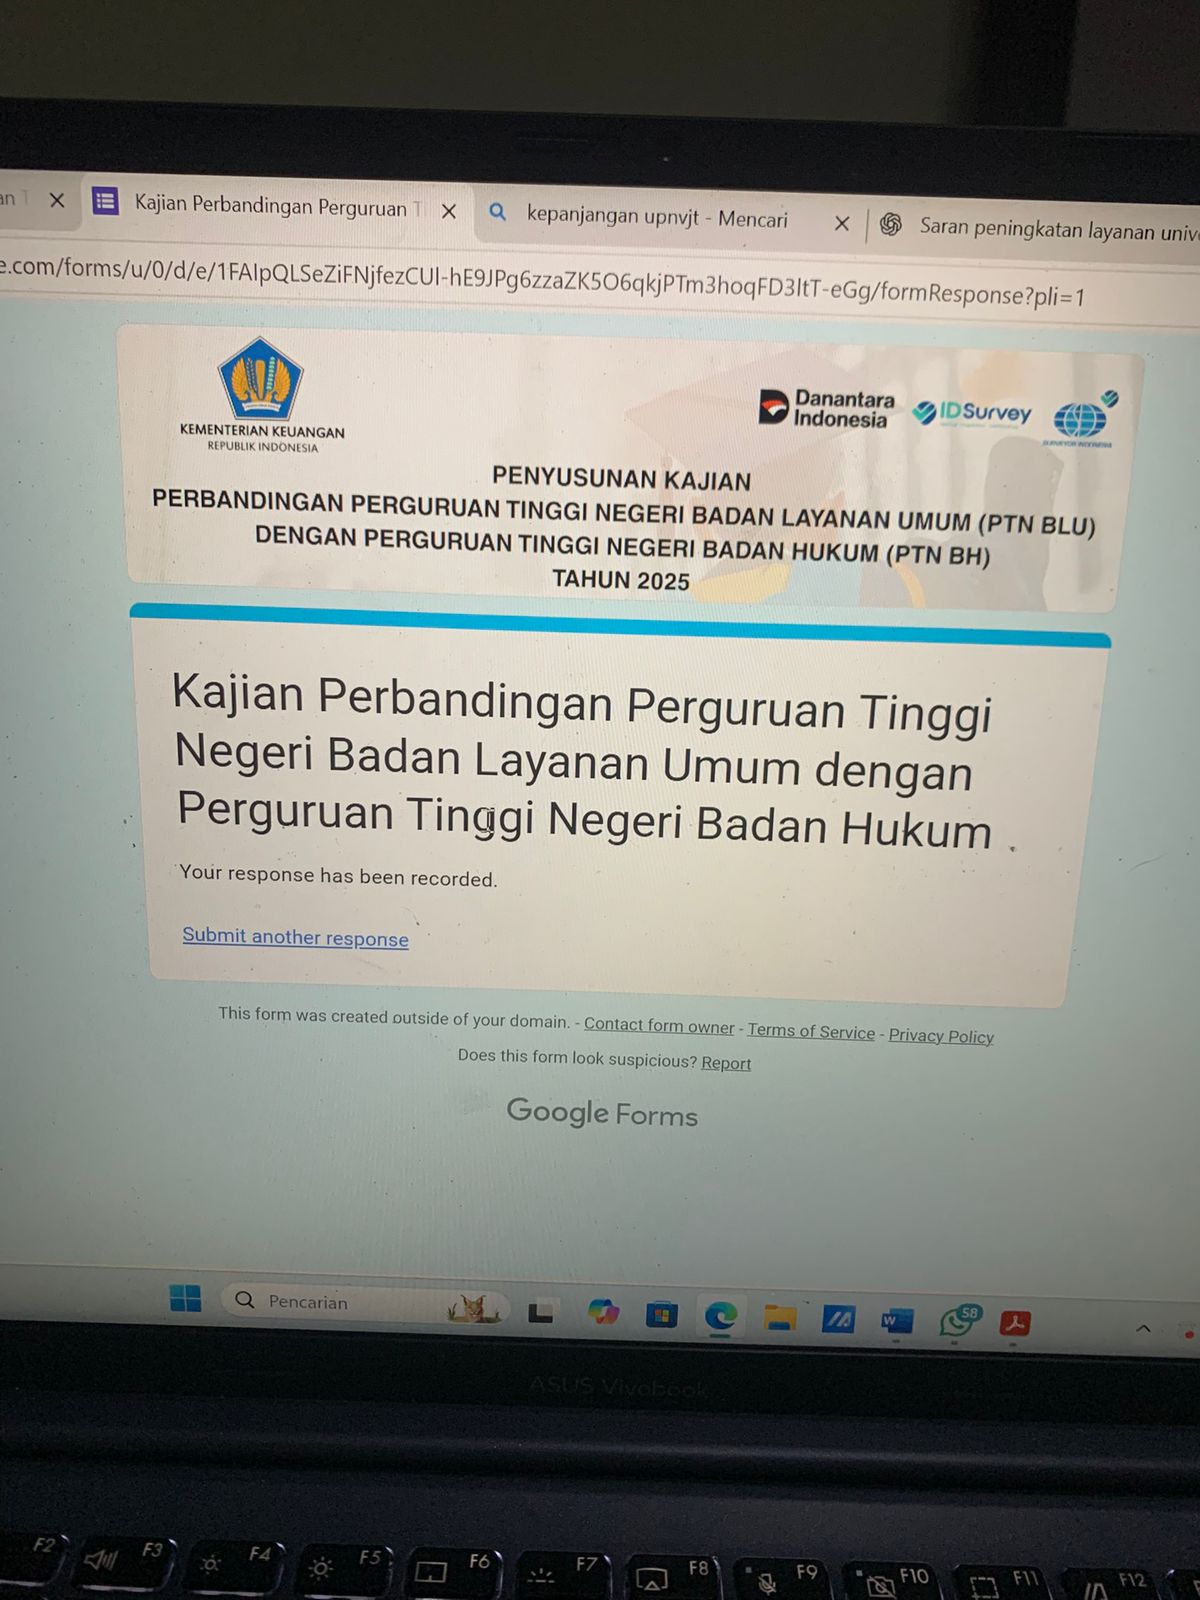 Kajian Perbandingan Perguruan T
kepanjangan upnvjt - Mencari
Saran peningkatan layanan univ
e.com/forms/u/0/d/e/1FAIpQLSeZiFNjfezCUI-hE9JPg6zzaZK5O6qkjPTm3hoqFD3ltT-eGg/formResponse?pli=1
KEMENTERIAN KEUANGAN
REPUBLIK INDONESIA
Danantara
Indonesia
IDSurvey
SURVEYOR INDONESIA
PENYUSUNAN KAJIAN
PERBANDINGAN PERGURUAN TINGGI NEGERI BADAN LAYANAN UMUM (PTN BLU)
DENGAN PERGURUAN TINGGI NEGERI BADAN HUKUM (PTN BH)
TAHUN 2025
Kajian Perbandingan Perguruan Tinggi
Negeri Badan Layanan Umum dengan
Perguruan Tinggi Negeri Badan Hukum
Your response has been recorded.
Submit another response
This form was created outside of your domain. - Contact form owner - Terms of Service - Privacy Policy
Does this form look suspicious? Report
Google Forms
Pencarian
58
ASUS Vivobook
F2 F3 F4 F5 F6 F7 F8 F9 F10 F11 F12